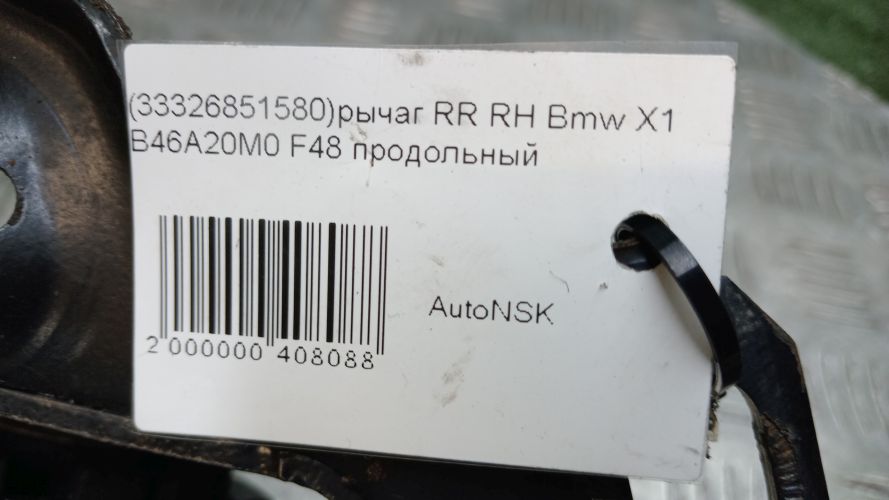 (33326851580)рычаг RR RH Bmw X1
B46A20M0 F48 продольный
AutoNSK
2 000000 408088